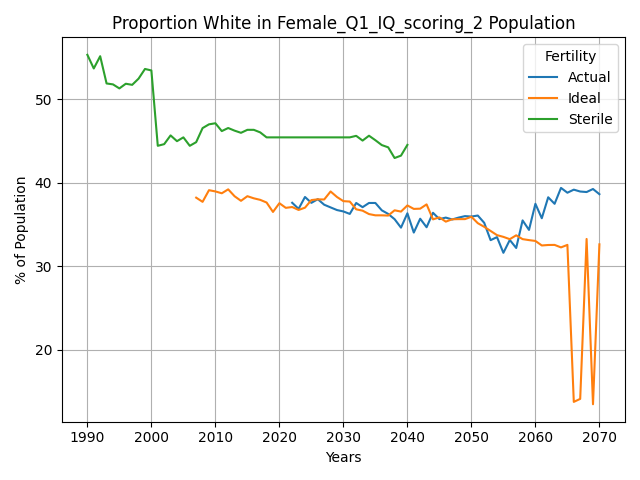 Proportion White in Female_Q1_IQ_scoring_2 Population
Fertility
Actual
Ideal
Sterile
% of Population
50
40
30
20
1990 2000 2010 2020 2030 2040 2050 2060 2070
Years